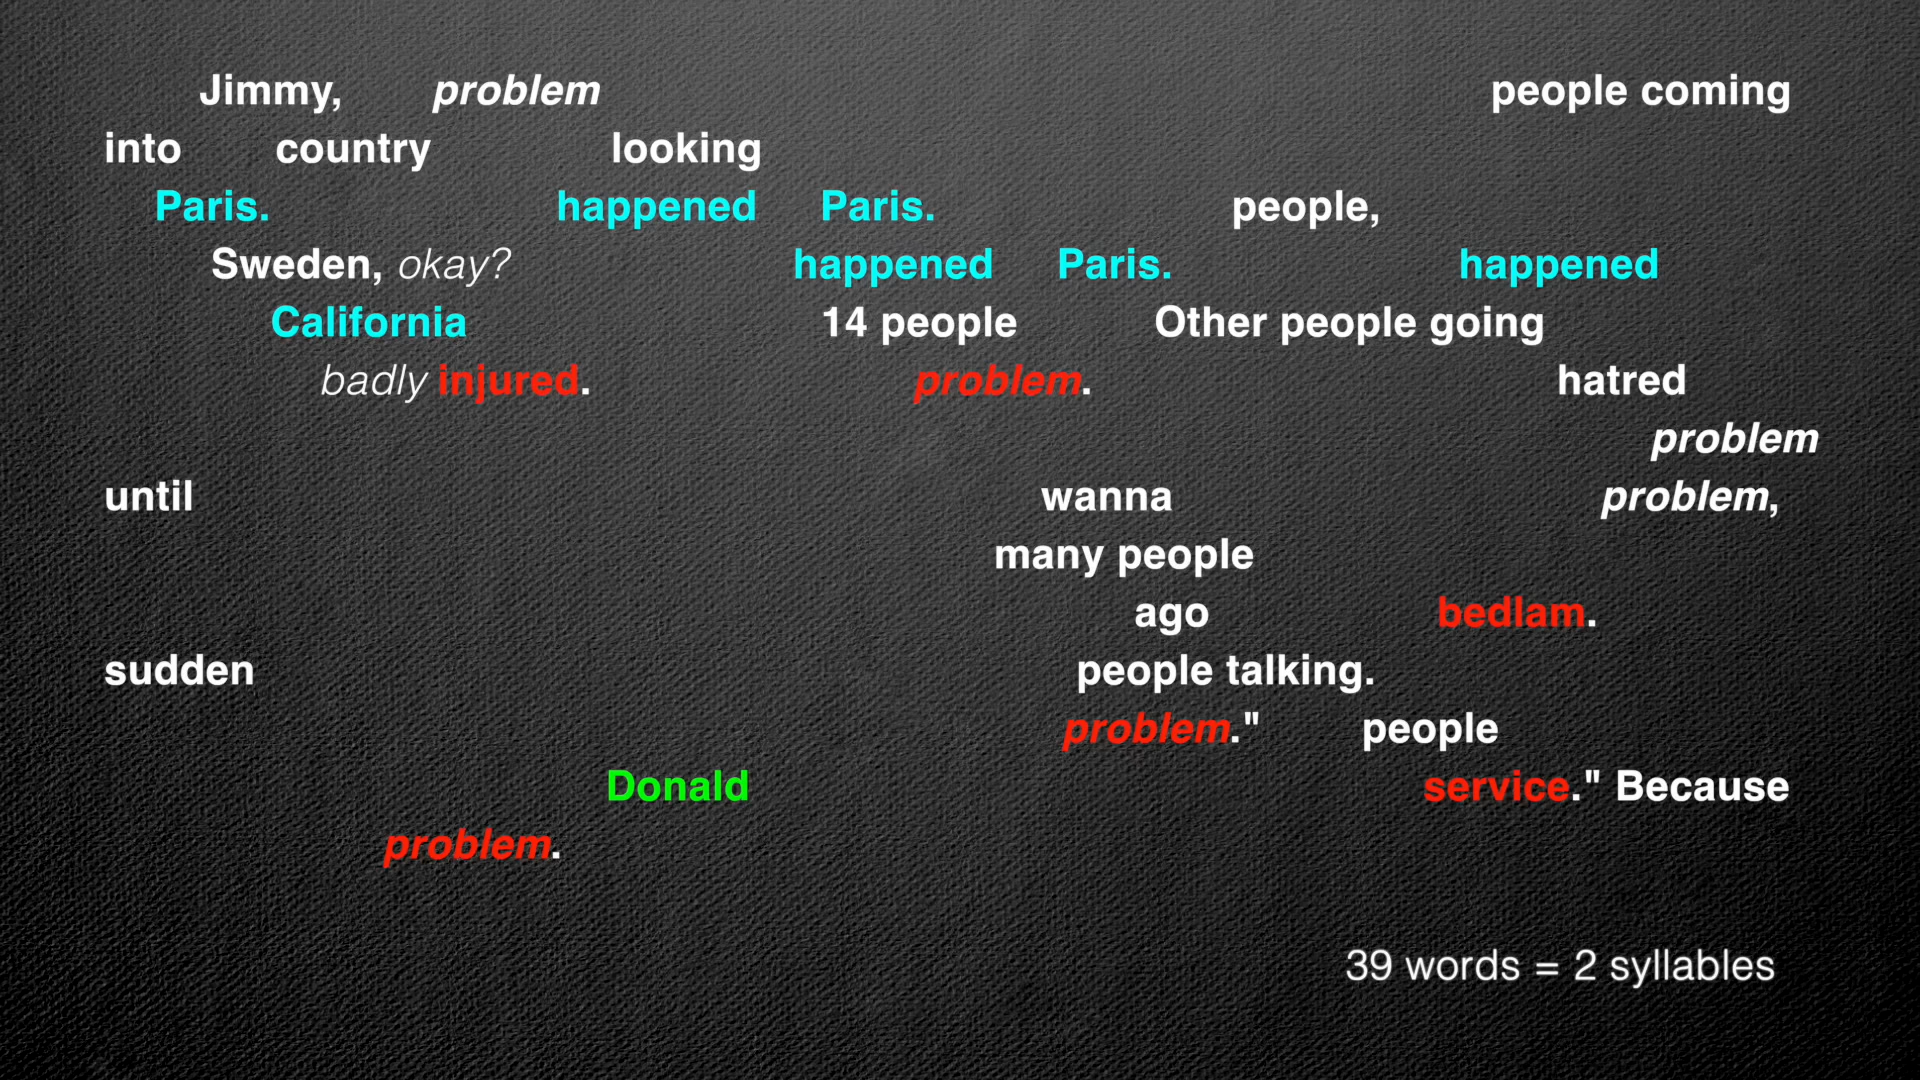 Jimmy, problem people coming
into country looking
Paris. happened Paris. people,
Sweden, okay? happened Paris. happened
California 14 people Other people going
badly injured. problem. hatred
problem
until wanna problem,
many people
ago bedlam.
sudden people talking.
problem." people
Donald service." Because
problem.
39 words = 2 syllables